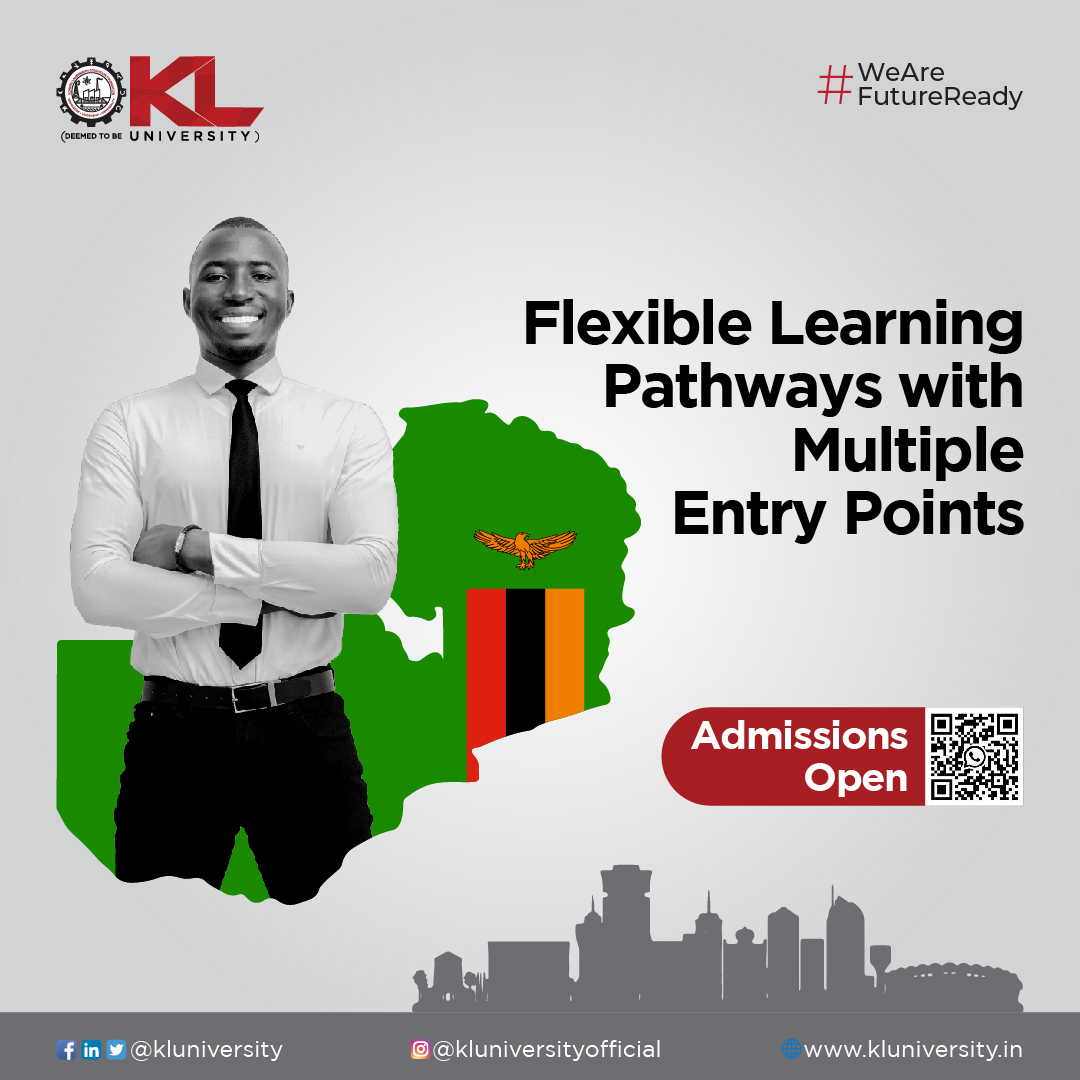 KL
(DEEMED TO BE UNIVERSITY)
#WeAre
FutureReady
Flexible Learning
Pathways with
Multiple
Entry Points
Admissions
Open
@kluniversity
@kluniversityofficial
www.kluniversity.in